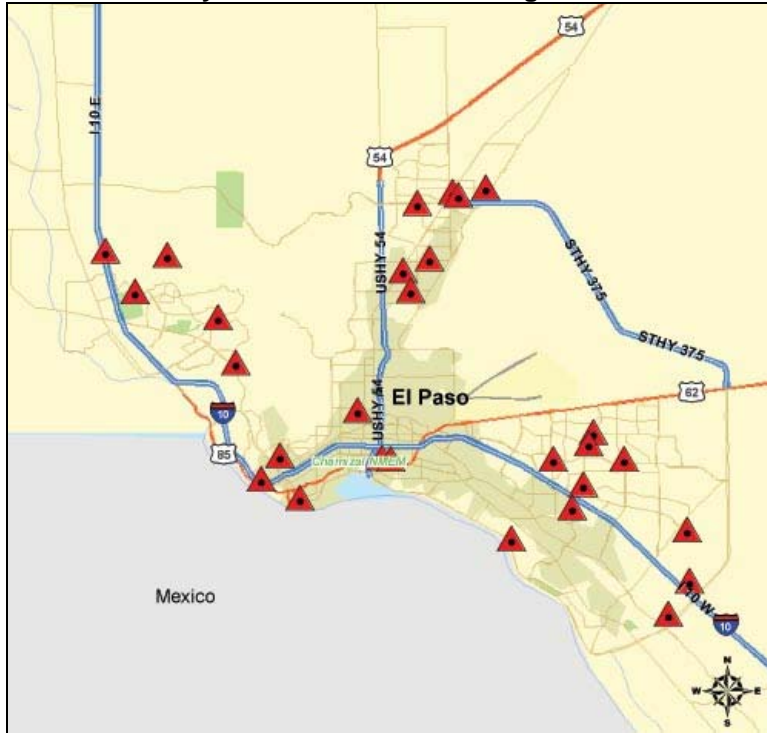 54
I 10 E
54
USHY 54
STHY 375
STHY 375
62
El Paso
USHY 54
10
85
Chamizal NMEM
Mexico
I 10 W
10
N
W E
S